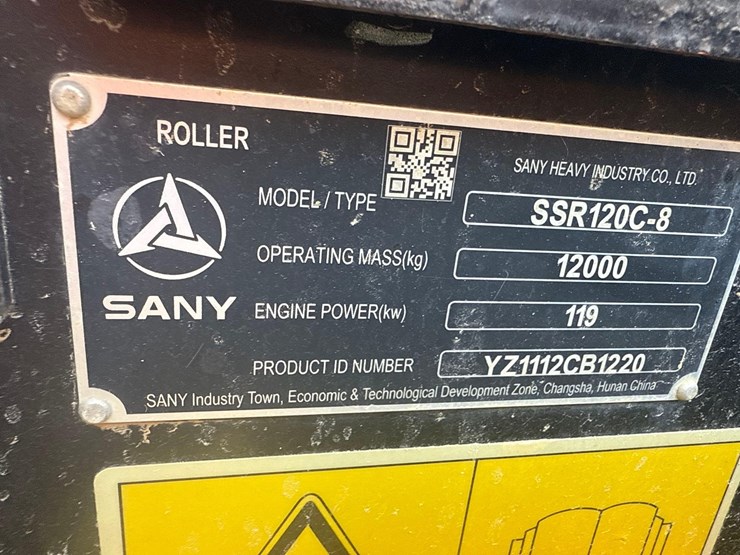 ROLLER
SANY HEAVY INDUSTRY CO., LTD.
MODEL / TYPE SSR120C-8
OPERATING MASS(kg) 12000
SANY
ENGINE POWER(kw) 119
PRODUCT ID NUMBER YZ1112CB1220
SANY Industry Town, Economic & Technological Development Zone, Changsha, Hunan China